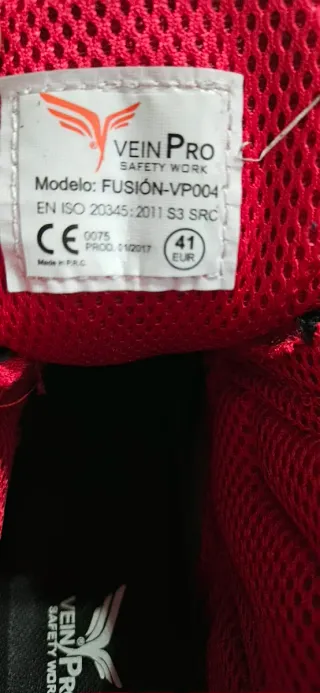 VEIN PRO
SAFETY WORK
Modelo: FUSIÓN-VP004
EN ISO 20345:2011 S3 SRC
CE 0075
PROD. 01/2017
41
EUR
Made in P.R.C.
VEIN PRO
SAFETY WORK